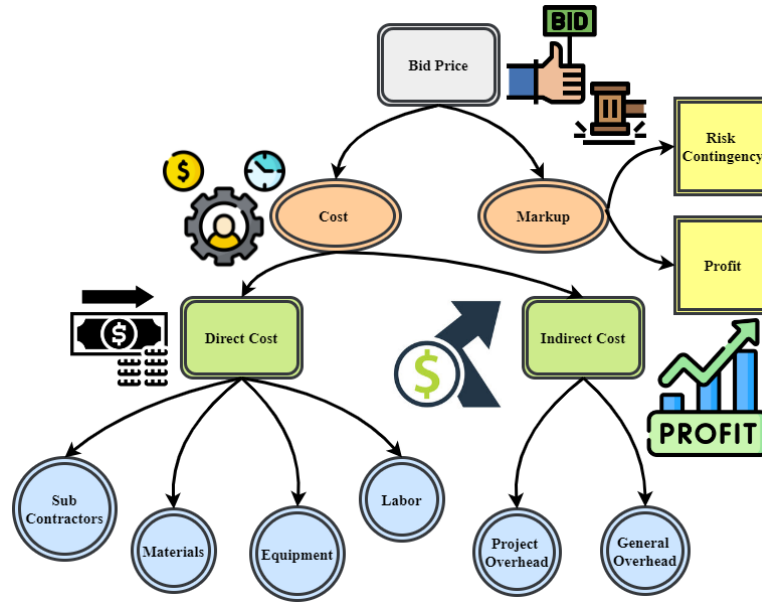 BID
Bid Price
Risk
Contingency
$
Cost
Markup
Profit
$
Direct Cost
Indirect Cost
$
PROFIT
Sub
Contractors
Materials
Equipment
Labor
Project
Overhead
General
Overhead